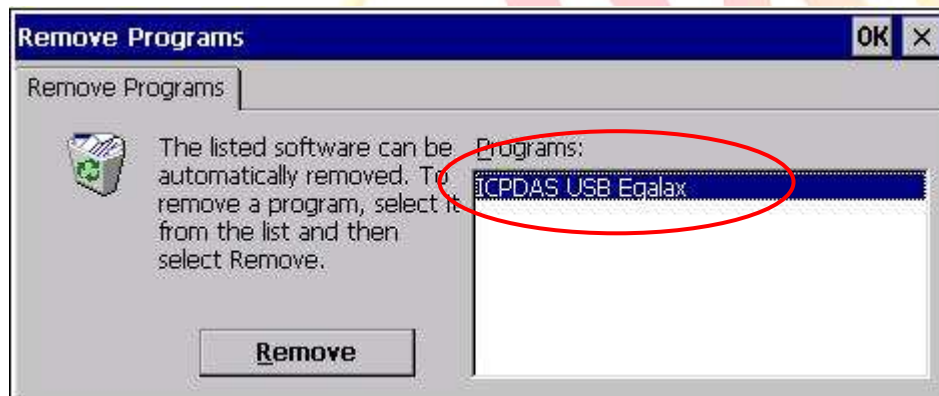 Remove Programs
OK ×
Remove Programs
The listed software can be
automatically removed. To
remove a program, select it
from the list and then
select Remove.
Remove
Programs:
ICPDAS USB Egalax